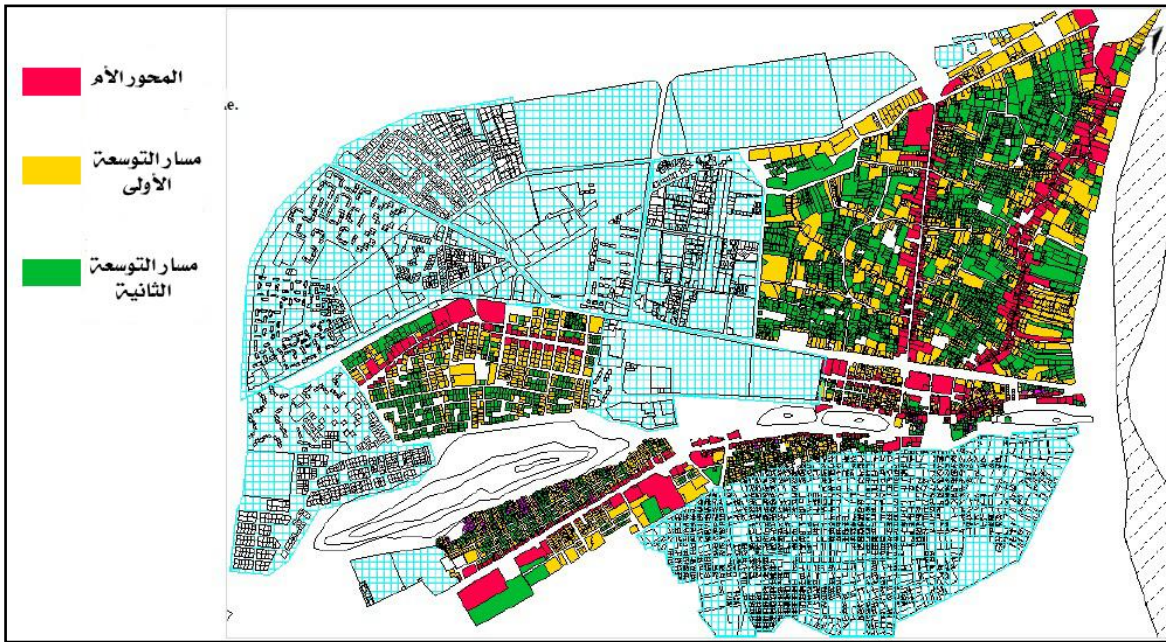 المحور الأم
.e.
مسار التوسعة
الأولى
مسار التوسعة
الثانية